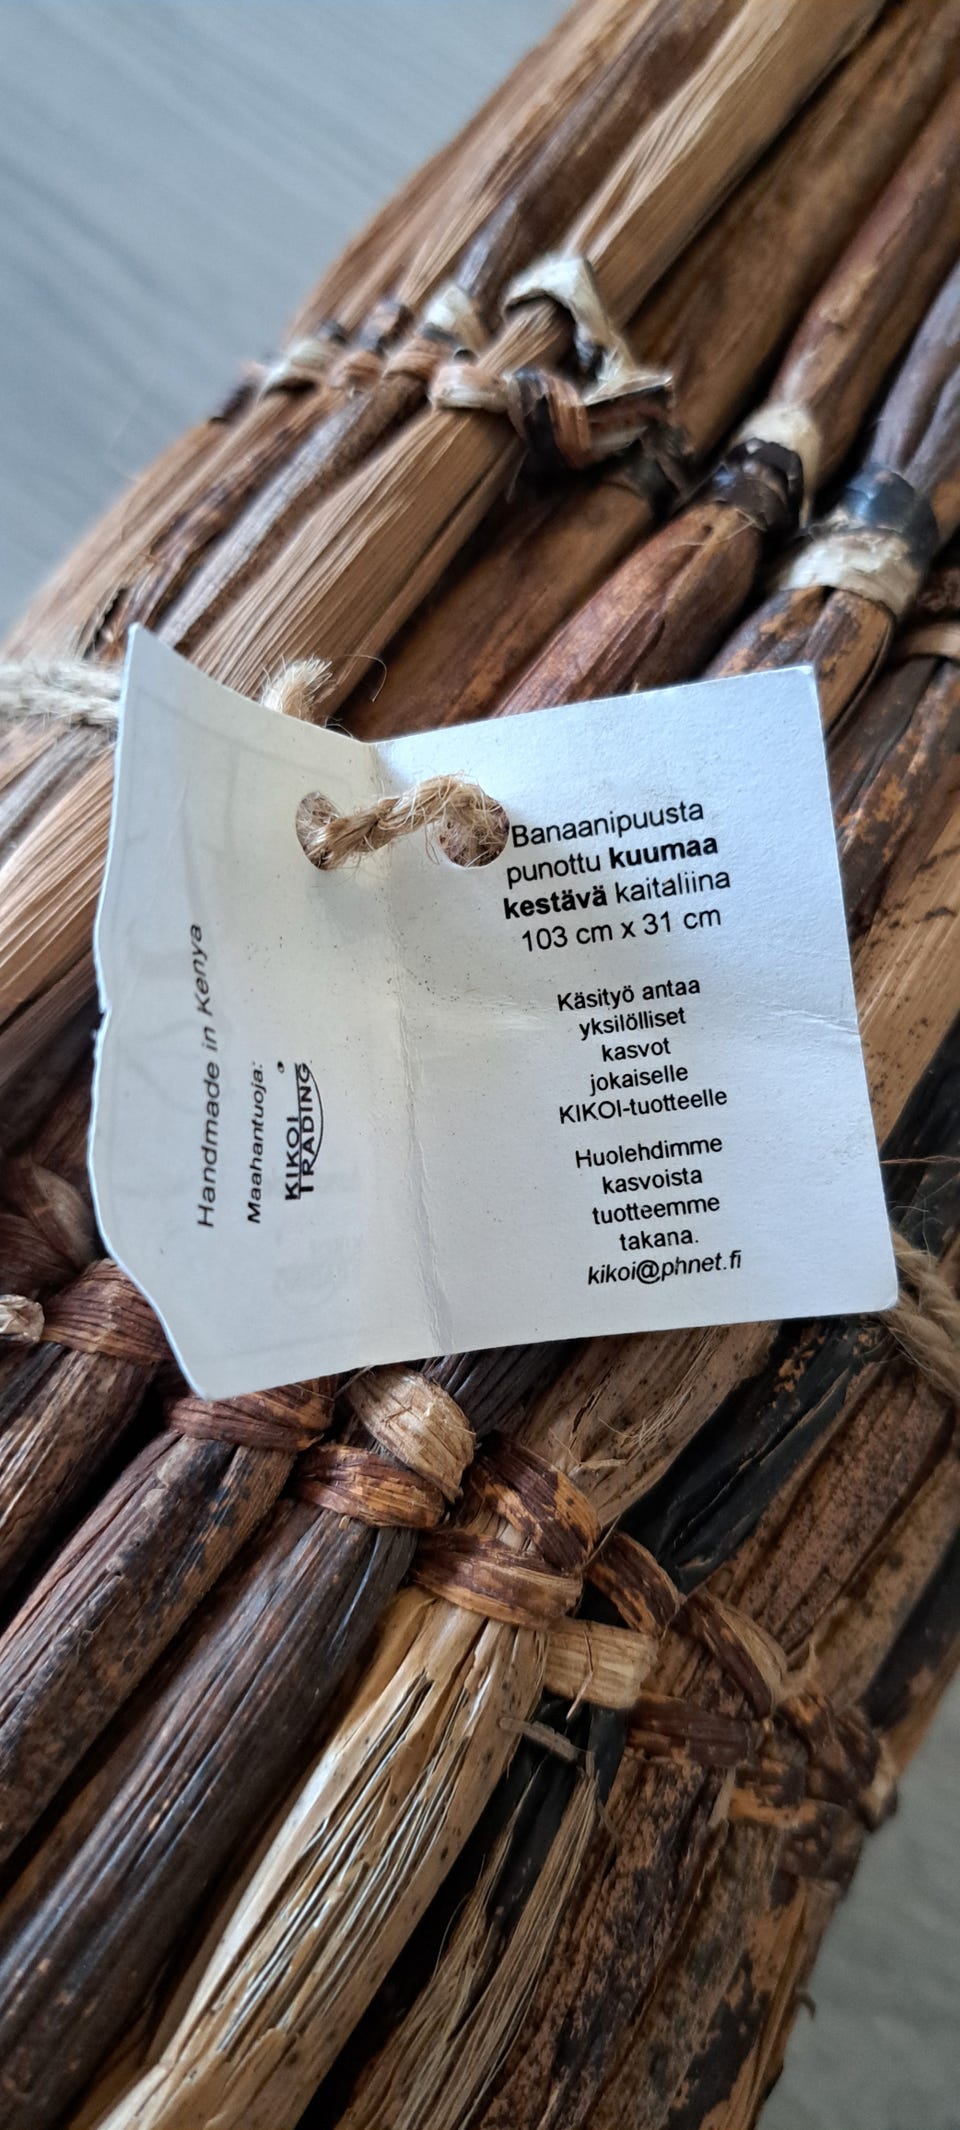 Handmade in Kenya
Maahantuoja:
KIKOI
TRADING
Banaanipuusta
punottu kuumaa
kestävä kaitaliina
103 cm x 31 cm
Käsityö antaa
yksilölliset
kasvot
jokaiselle
KIKOI-tuotteelle
Huolehdimme
kasvoista
tuotteemme
takana.
kikoi@phnet.fi